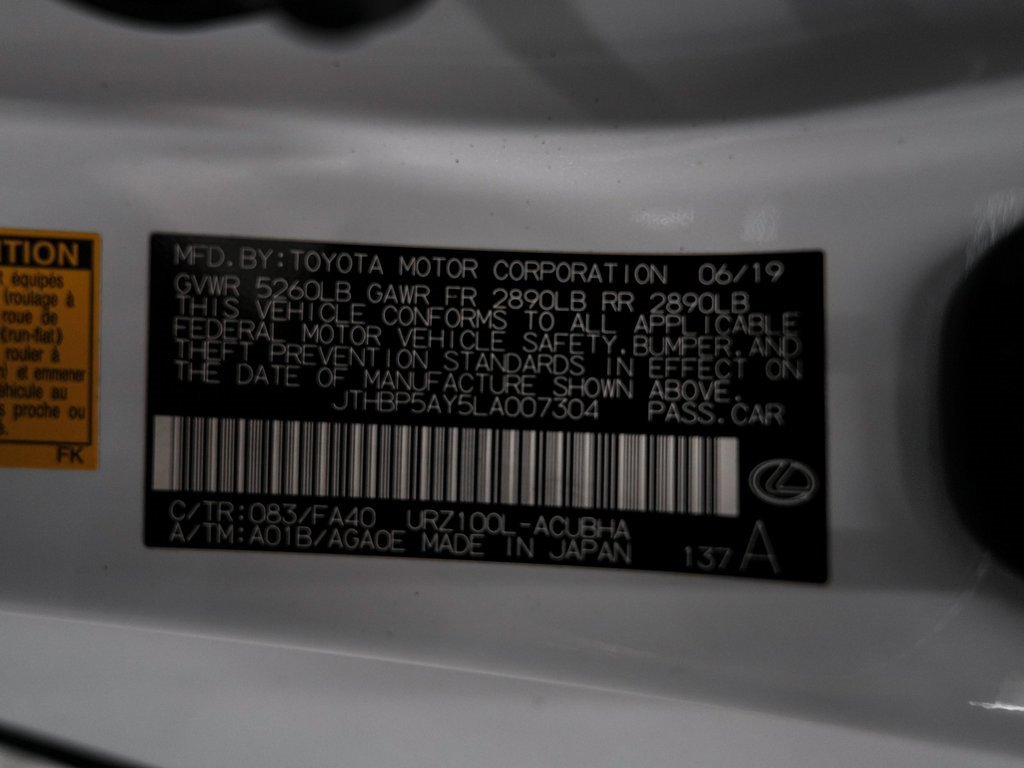 MFD.BY:TOYOTA MOTOR CORPORATION 06/19
GVWR 5260LB GAWR FR 2890LB RR 2890LB
THIS VEHICLE CONFORMS TO ALL APPLICABLE
FEDERAL MOTOR VEHICLE SAFETY,BUMPER,AND
THEFT PREVENTION STANDARDS IN EFFECT ON
THE DATE OF MANUFACTURE SHOWN ABOVE.
JTHBP5AY5LA007304 PASS.CAR
C/TR:083/FA40 URZ100L-ACUBHA
A/TM:A01B/AGA0E MADE IN JAPAN 137 A
ITION
équipés
(roulage à
roue de
(run-flat)
rouler à
et emmener
éhicule au
s proche ou
s.
FK